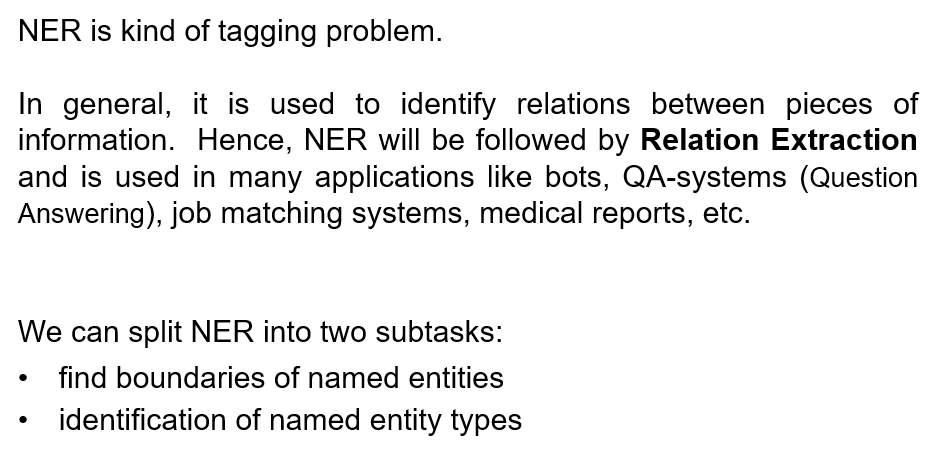 NER is kind of tagging problem.
In general, it is used to identify relations between pieces of
information. Hence, NER will be followed by Relation Extraction
and is used in many applications like bots, QA-systems (Question
Answering), job matching systems, medical reports, etc.
We can split NER into two subtasks:
• find boundaries of named entities
• identification of named entity types